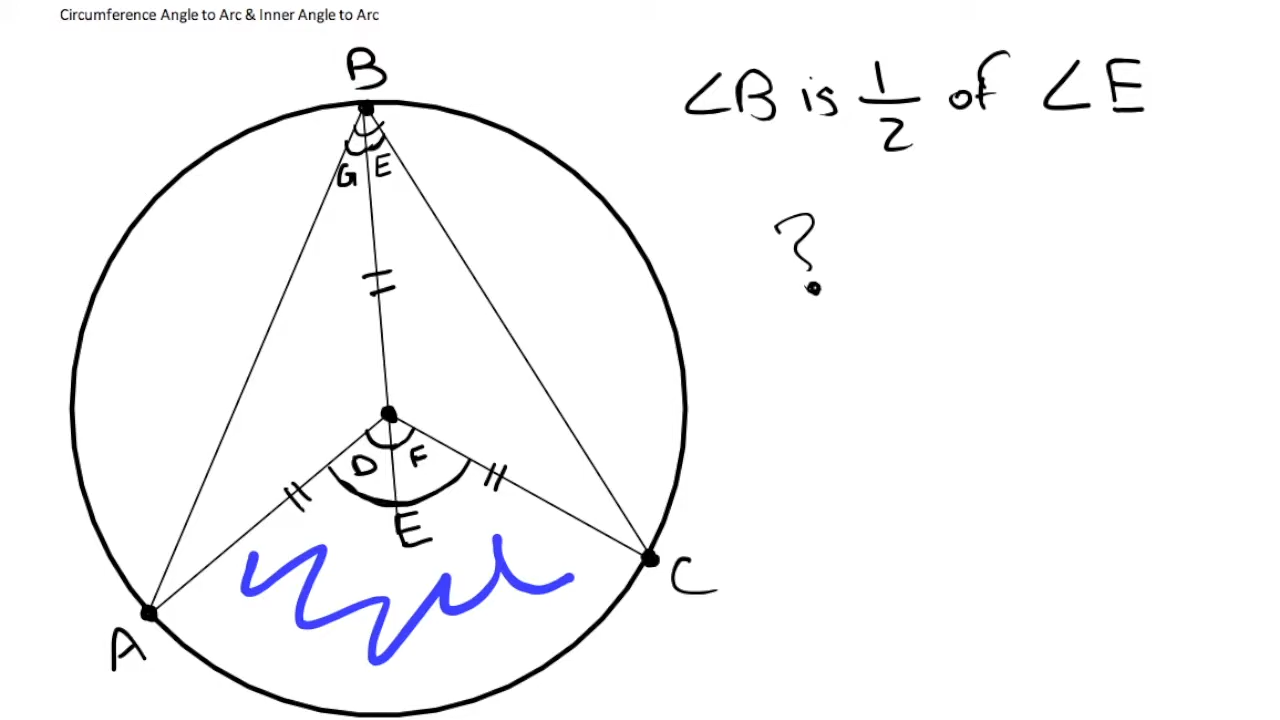 Circumference Angle to Arc & Inner Angle to Arc
B
∠B is 1/2 of ∠E
G E
?
D F
E
C
A